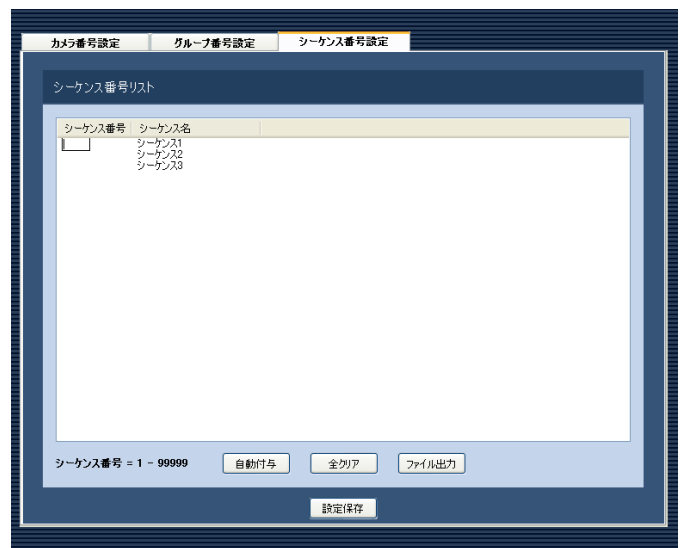 カメラ番号設定 グループ番号設定 シーケンス番号設定
シーケンス番号リスト
シーケンス番号 シーケンス名
シーケンス1
シーケンス2
シーケンス3
シーケンス番号 = 1 - 99999 自動付与 全クリア ファイル出力
設定保存